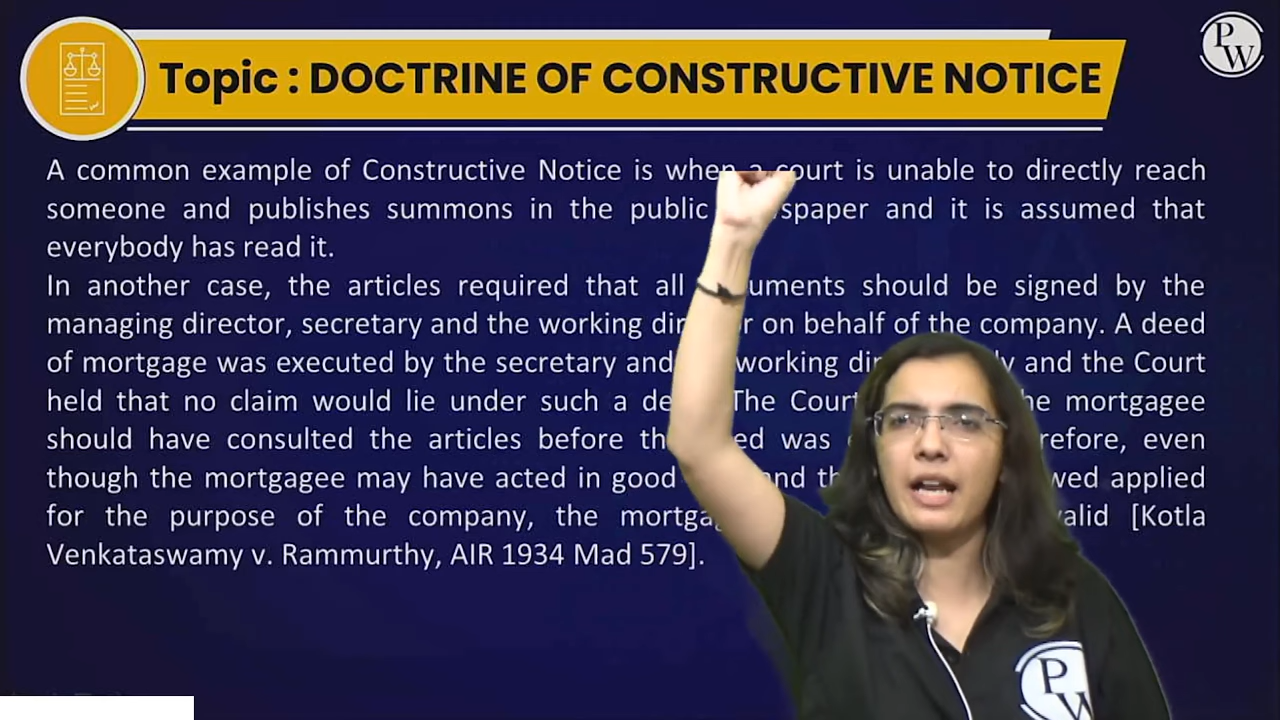 Topic : DOCTRINE OF CONSTRUCTIVE NOTICE
PW
A common example of Constructive Notice is when a court is unable to directly reach
someone and publishes summons in the public spaper and it is assumed that
everybody has read it.
In another case, the articles required that all uments should be signed by the
managing director, secretary and the working dir r on behalf of the company. A deed
of mortgage was executed by the secretary and working dir y and the Court
held that no claim would lie under such a de The Court he mortgagee
should have consulted the articles before th ed was refore, even
though the mortgagee may have acted in good and th wed applied
for the purpose of the company, the mortga valid [Kotla
Venkataswamy v. Rammurthy, AIR 1934 Mad 579].
PW